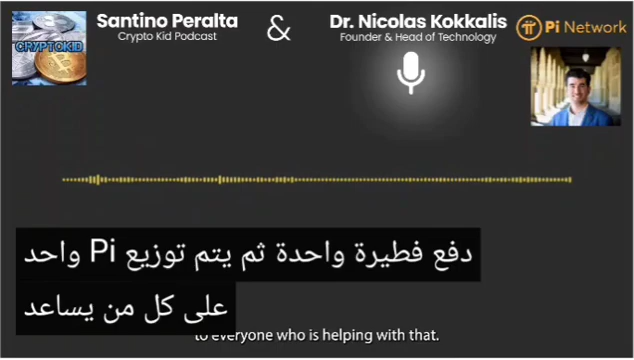 Santino Peralta
Crypto Kid Podcast
&
Dr. Nicolas Kokkalis
Founder & Head of Technology
Pi Network
CRYPTOKID
دفع فطيرة واحدة ثم يتم توزيع Pi واحد
على كل من يساعد
to everyone who is helping with that.